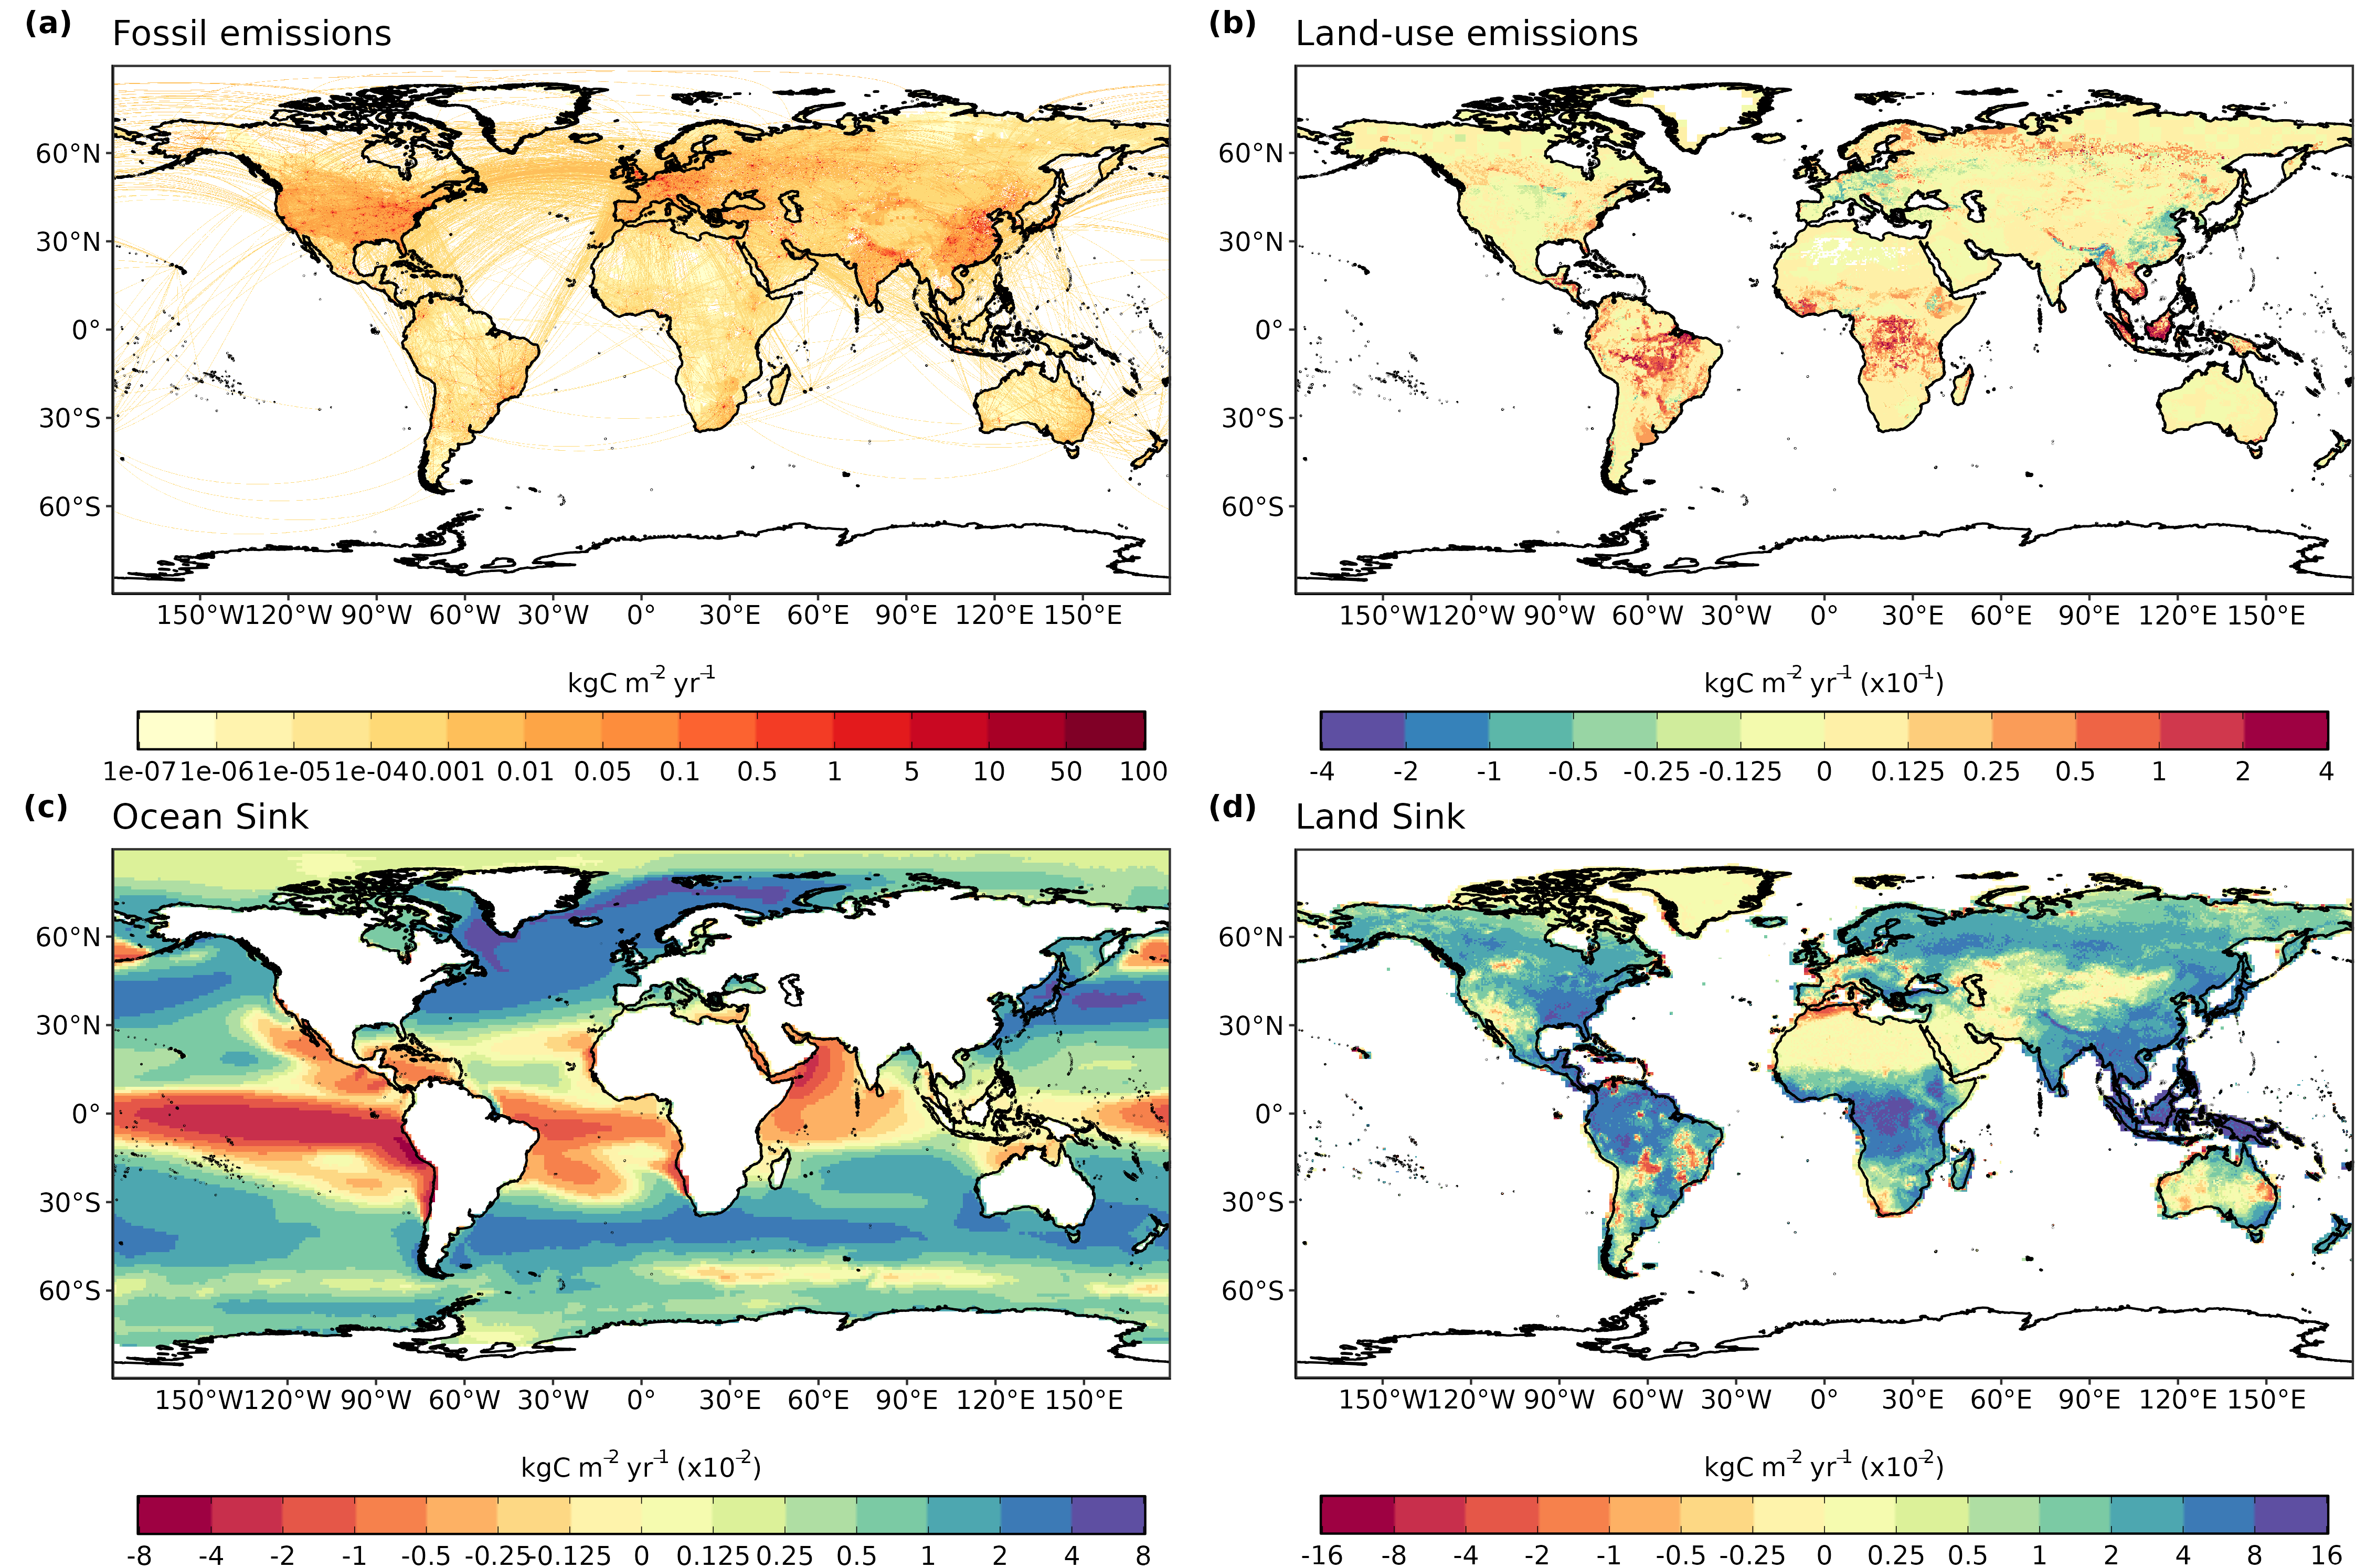 (a) Fossil emissions
(b) Land-use emissions
60°N
30°N
0°
30°S
60°S
150°W 120°W 90°W 60°W 30°W 0° 30°E 60°E 90°E 120°E 150°E
60°N
30°N
0°
30°S
60°S
150°W 120°W 90°W 60°W 30°W 0° 30°E 60°E 90°E 120°E 150°E
kgC m⁻² yr⁻¹
1e-07 1e-06 1e-05 1e-04 0.001 0.01 0.05 0.1 0.5 1 5 10 50 100
kgC m⁻² yr⁻¹ (x10⁻¹)
-4 -2 -1 -0.5 -0.25 -0.125 0 0.125 0.25 0.5 1 2 4
(c) Ocean Sink
(d) Land Sink
60°N
30°N
0°
30°S
60°S
150°W 120°W 90°W 60°W 30°W 0° 30°E 60°E 90°E 120°E 150°E
60°N
30°N
0°
30°S
60°S
150°W 120°W 90°W 60°W 30°W 0° 30°E 60°E 90°E 120°E 150°E
kgC m⁻² yr⁻¹ (x10⁻²)
-8 -4 -2 -1 -0.5 -0.25 -0.125 0 0.125 0.25 0.5 1 2 4 8
kgC m⁻² yr⁻¹ (x10⁻²)
-16 -8 -4 -2 -1 -0.5 -0.25 0 0.25 0.5 1 2 4 8 16